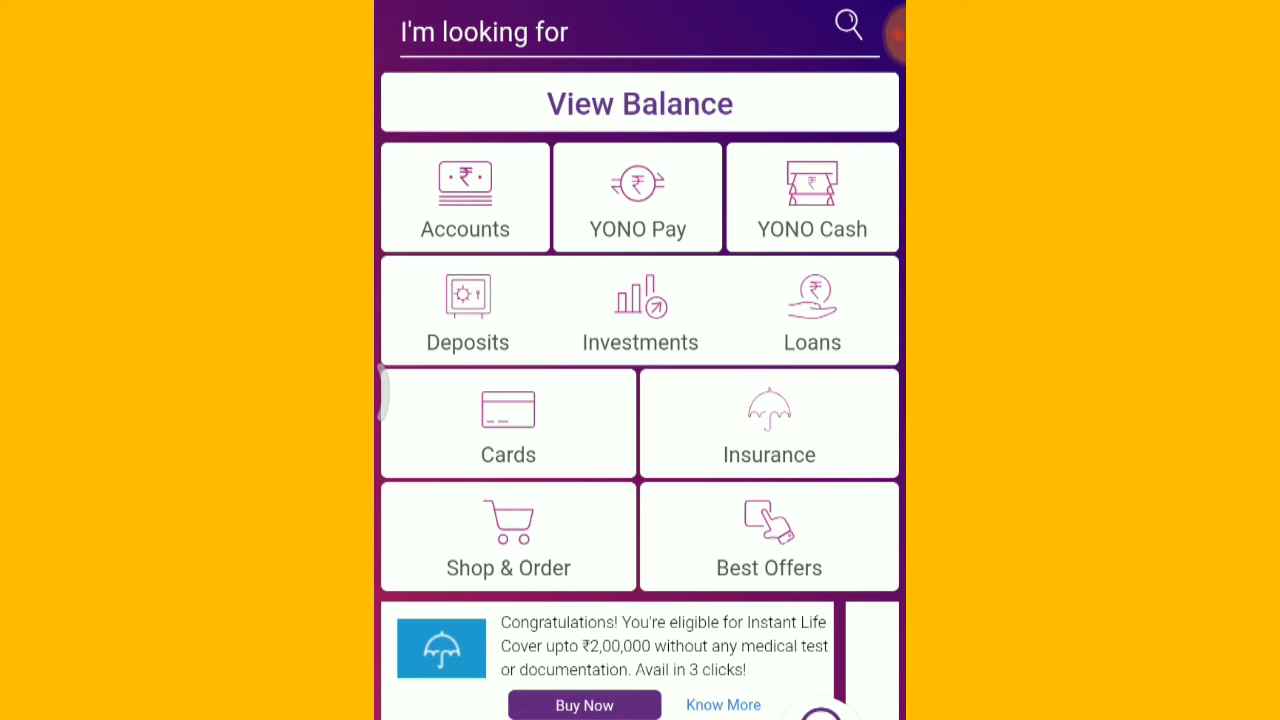 I'm looking for
View Balance
Accounts
YONO Pay
YONO Cash
Deposits
Investments
Loans
Cards
Insurance
Shop & Order
Best Offers
Congratulations! You're eligible for Instant Life
Cover upto ₹2,00,000 without any medical test
or documentation. Avail in 3 clicks!
Buy Now
Know More